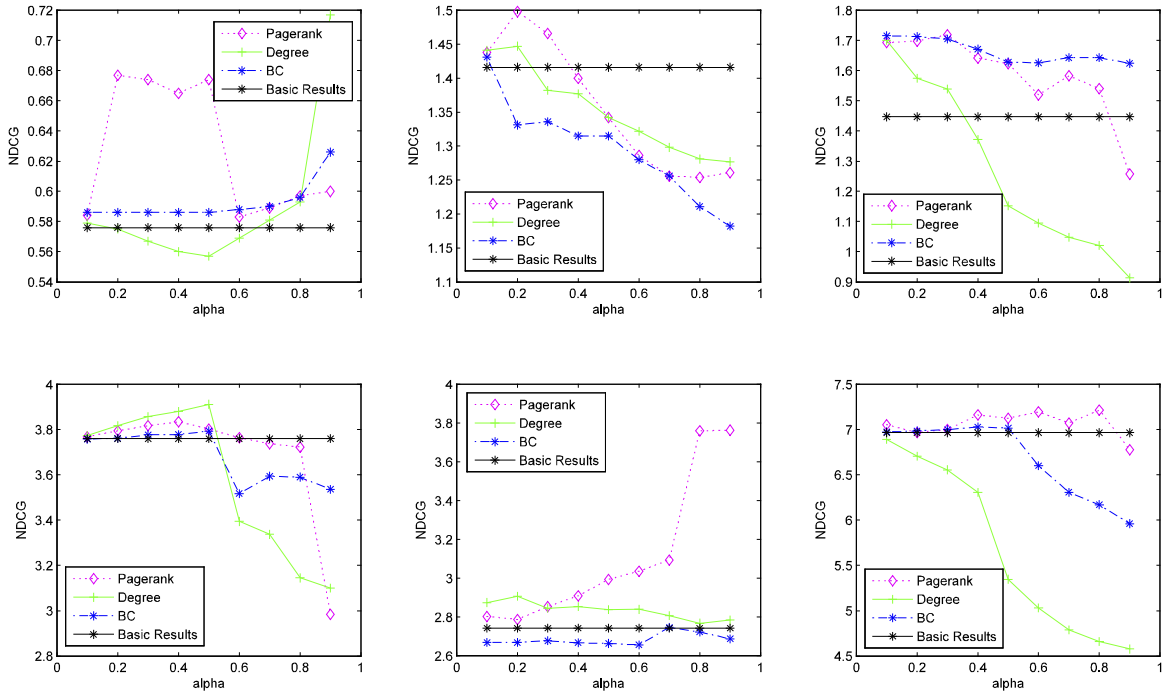 0.72
0.7
0.68
0.66
0.64
0.62
0.6
0.58
0.56
0.54
NDCG
0 0.2 0.4 0.6 0.8 1
alpha
Pagerank
Degree
BC
Basic Results
1.5
1.45
1.4
1.35
1.3
1.25
1.2
1.15
1.1
NDCG
0 0.2 0.4 0.6 0.8 1
alpha
Pagerank
Degree
BC
Basic Results
1.8
1.7
1.6
1.5
1.4
1.3
1.2
1.1
1
0.9
NDCG
0 0.2 0.4 0.6 0.8 1
alpha
Pagerank
Degree
BC
Basic Results
4
3.8
3.6
3.4
3.2
3
2.8
NDCG
0 0.2 0.4 0.6 0.8 1
alpha
Pagerank
Degree
BC
Basic Results
4
3.8
3.6
3.4
3.2
3
2.8
2.6
NDCG
0 0.2 0.4 0.6 0.8 1
alpha
Pagerank
Degree
BC
Basic Results
7.5
7
6.5
6
5.5
5
4.5
NDCG
0 0.2 0.4 0.6 0.8 1
alpha
Pagerank
Degree
BC
Basic Results